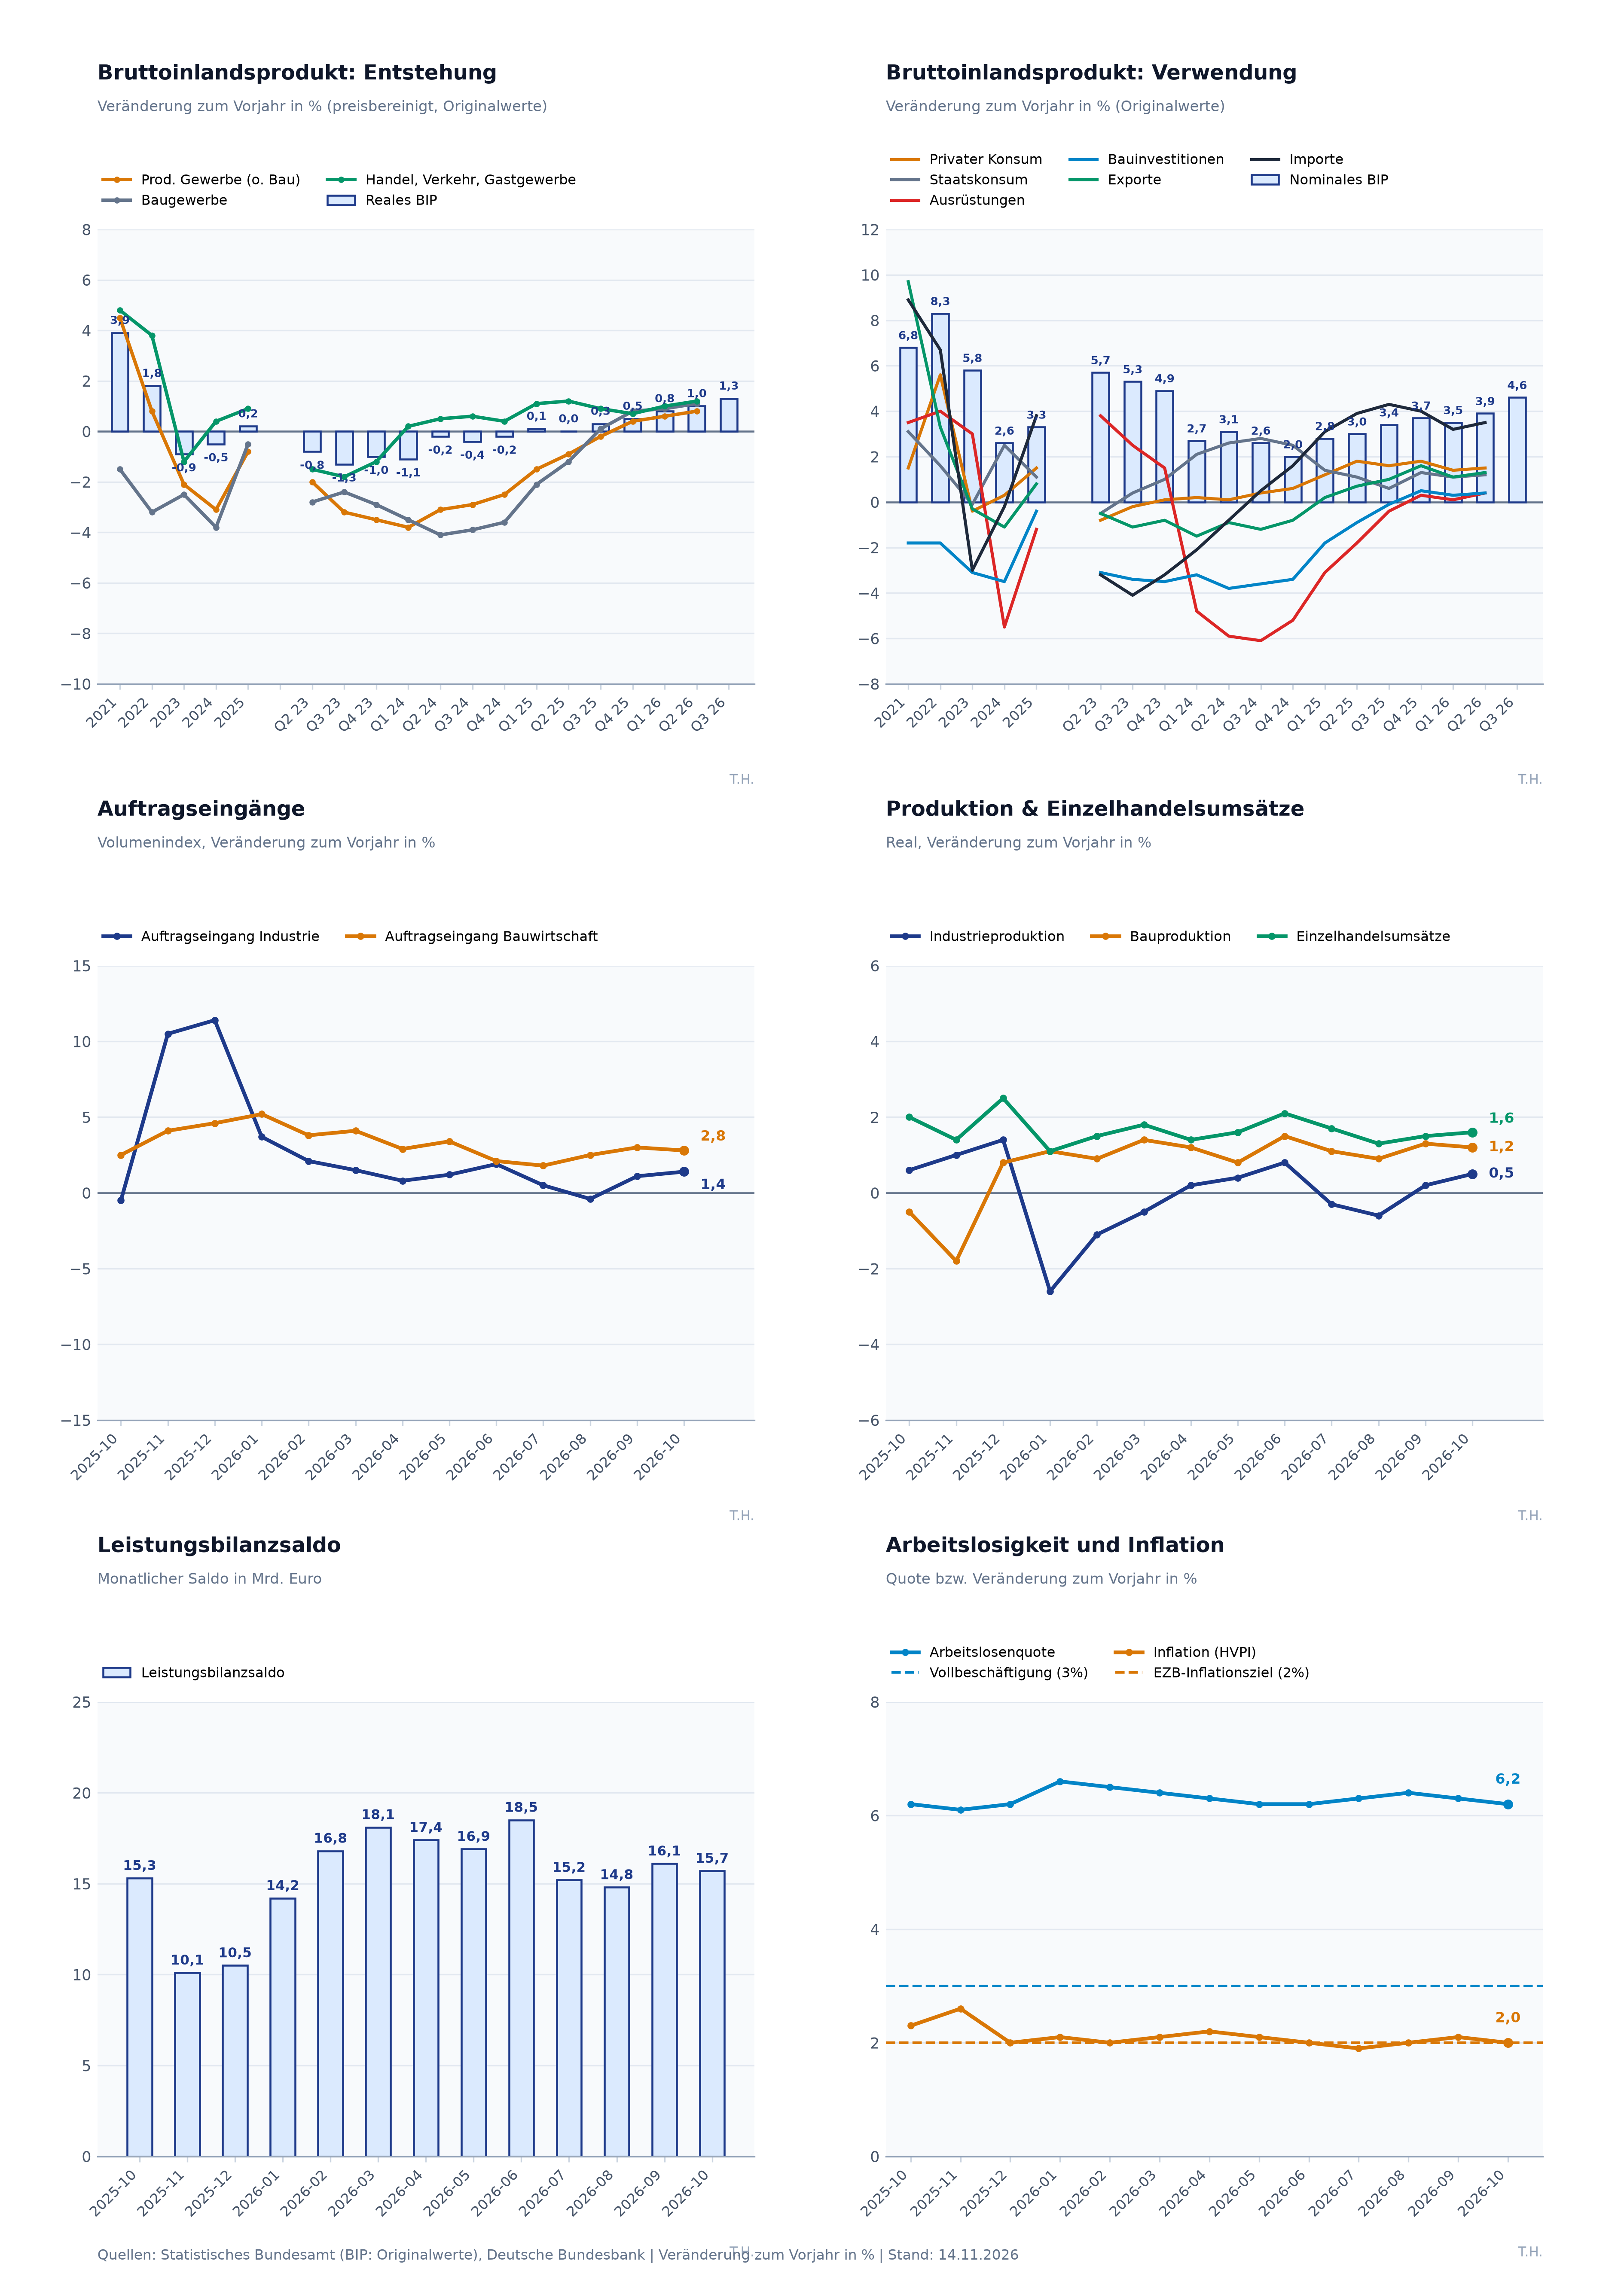 Bruttoinlandsprodukt: Entstehung
Veränderung zum Vorjahr in % (preisbereinigt, Originalwerte)
Prod. Gewerbe (o. Bau)
Handel, Verkehr, Gastgewerbe
Baugewerbe
Reales BIP
8
6
4
2
0
−2
−4
−6
−8
−10
3,9
1,8
-0,9
-0,5
0,2
-0,8
-1,3
-1,0
-1,1
-0,2
-0,4
-0,2
0,1
0,0
0,3
0,5
0,8
1,0
1,3
2021
2022
2023
2024
2025
Q2 23
Q3 23
Q4 23
Q1 24
Q2 24
Q3 24
Q4 24
Q1 25
Q2 25
Q3 25
Q4 25
Q1 26
Q2 26
Q3 26
T.H.
Bruttoinlandsprodukt: Verwendung
Veränderung zum Vorjahr in % (Originalwerte)
Privater Konsum
Bauinvestitionen
Importe
Staatskonsum
Exporte
Nominales BIP
Ausrüstungen
12
10
8
6
4
2
0
−2
−4
−6
−8
6,8
8,3
5,8
2,6
3,3
5,7
5,3
4,9
2,7
3,1
2,6
2,0
2,8
3,0
3,4
3,7
3,5
3,9
4,6
2021
2022
2023
2024
2025
Q2 23
Q3 23
Q4 23
Q1 24
Q2 24
Q3 24
Q4 24
Q1 25
Q2 25
Q3 25
Q4 25
Q1 26
Q2 26
Q3 26
T.H.
Auftragseingänge
Volumenindex, Veränderung zum Vorjahr in %
Auftragseingang Industrie
Auftragseingang Bauwirtschaft
15
10
5
0
−5
−10
−15
2,8
1,4
2025-10
2025-11
2025-12
2026-01
2026-02
2026-03
2026-04
2026-05
2026-06
2026-07
2026-08
2026-09
2026-10
T.H.
Produktion & Einzelhandelsumsätze
Real, Veränderung zum Vorjahr in %
Industrieproduktion
Bauproduktion
Einzelhandelsumsätze
6
4
2
0
−2
−4
−6
1,6
1,2
0,5
2025-10
2025-11
2025-12
2026-01
2026-02
2026-03
2026-04
2026-05
2026-06
2026-07
2026-08
2026-09
2026-10
T.H.
Leistungsbilanzsaldo
Monatlicher Saldo in Mrd. Euro
Leistungsbilanzsaldo
25
20
15
10
5
0
15,3
10,1
10,5
14,2
16,8
18,1
17,4
16,9
18,5
15,2
14,8
16,1
15,7
2025-10
2025-11
2025-12
2026-01
2026-02
2026-03
2026-04
2026-05
2026-06
2026-07
2026-08
2026-09
2026-10
T.H.
Arbeitslosigkeit und Inflation
Quote bzw. Veränderung zum Vorjahr in %
Arbeitslosenquote
Inflation (HVPI)
Vollbeschäftigung (3%)
EZB-Inflationsziel (2%)
8
6
4
2
0
6,2
2,0
2025-10
2025-11
2025-12
2026-01
2026-02
2026-03
2026-04
2026-05
2026-06
2026-07
2026-08
2026-09
2026-10
T.H.
Quellen: Statistisches Bundesamt (BIP: Originalwerte), Deutsche Bundesbank | Veränderung zum Vorjahr in % | Stand: 14.11.2026